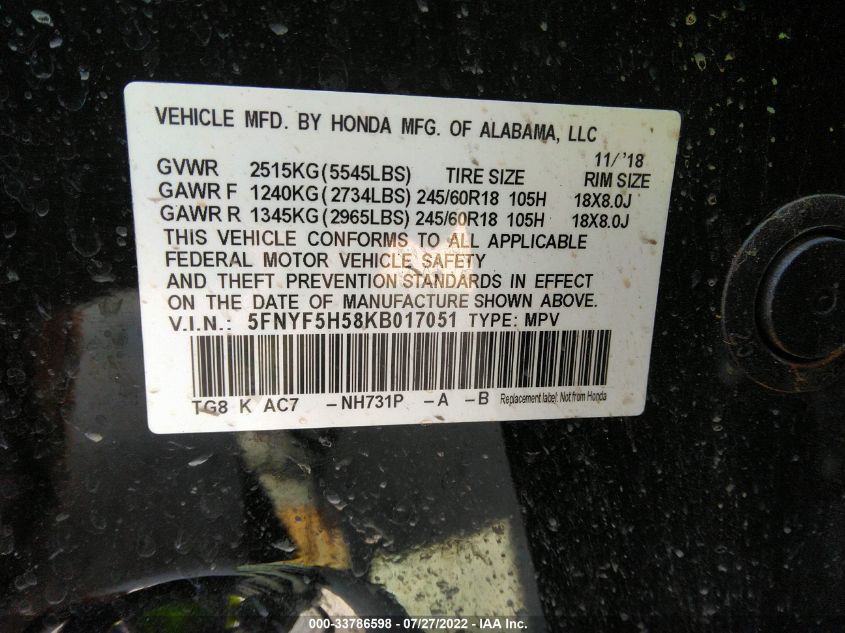 VEHICLE MFD. BY HONDA MFG. OF ALABAMA, LLC
11/'18
GVWR 2515KG(5545LBS) TIRE SIZE RIM SIZE
GAWR F 1240KG(2734LBS) 245/60R18 105H 18X8.0J
GAWR R 1345KG(2965LBS) 245/60R18 105H 18X8.0J
THIS VEHICLE CONFORMS TO ALL APPLICABLE
FEDERAL MOTOR VEHICLE SAFETY
AND THEFT PREVENTION STANDARDS IN EFFECT
ON THE DATE OF MANUFACTURE SHOWN ABOVE.
V.I.N.: 5FNYF5H58KB017051 TYPE: MPV
TG8 K AC7 -NH731P -A -B Replacement label: Not from Honda
000-33786598 - 07/27/2022 - IAA Inc.